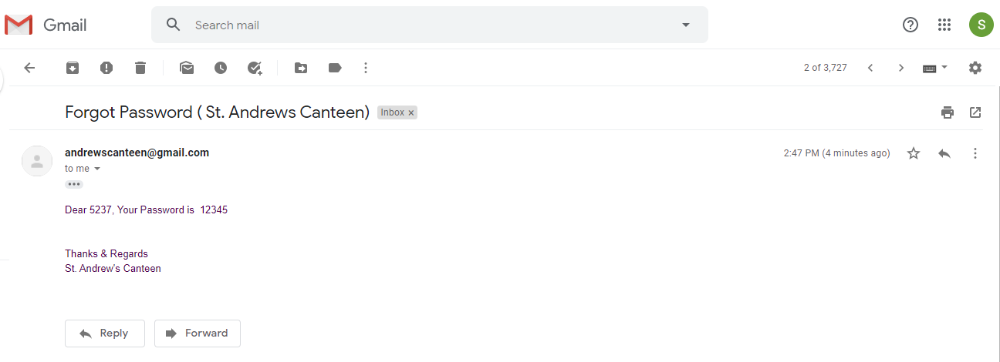 Gmail
Search mail
S
2 of 3,727
Forgot Password ( St. Andrews Canteen)
Inbox x
andrewscanteen@gmail.com
2:47 PM (4 minutes ago)
to me
Dear 5237, Your Password is  12345
Thanks & Regards
St. Andrew's Canteen
Reply
Forward